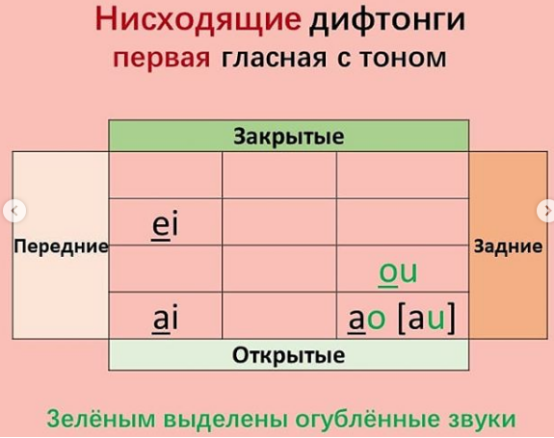 Нисходящие дифтонги
первая гласная с тоном
Закрытые
ei
Передние
Задние
ou
ai
ao [au]
Открытые
Зелёным выделены огублённые звуки